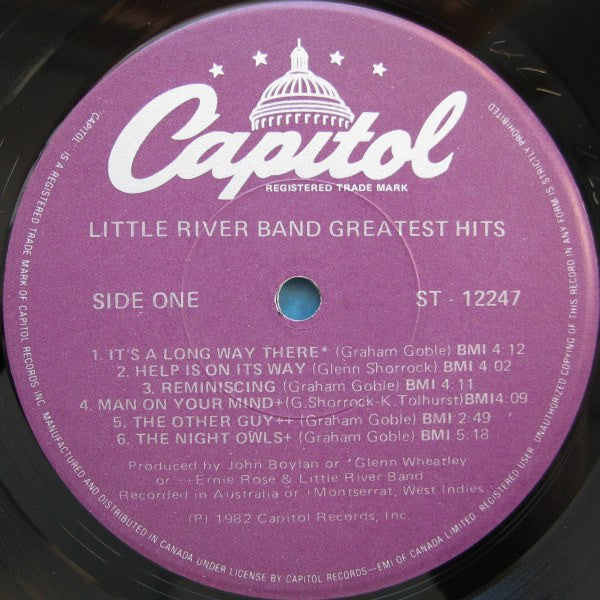 Capitol
REGISTERED TRADE MARK
LITTLE RIVER BAND GREATEST HITS
SIDE ONE ST - 12247
1. IT'S A LONG WAY THERE* (Graham Goble) BMI 4:12
2. HELP IS ON ITS WAY (Glenn Shorrock) BMI 4:02
3. REMINISCING (Graham Goble) BMI 4:11
4. MAN ON YOUR MIND+(G.Shorrock-K.Tolhurst)BMI4:09
5. THE OTHER GUY++ (Graham Goble) BMI 2:49
6. THE NIGHT OWLS+ (Graham Goble) BMI 5:18
Produced by John Boylan or *Glenn Wheatley
or ++Ernie Rose & Little River Band
Recorded in Australia or +Montserrat, West Indies
(P) 1982 Capitol Records, Inc.
"CAPITOL" IS A REGISTERED TRADE MARK OF CAPITOL RECORDS INC. MANUFACTURED AND DISTRIBUTED IN CANADA UNDER LICENSE BY CAPITOL RECORDS—EMI OF CANADA LIMITED. REGISTERED USER. UNAUTHORIZED COPYING OF THIS RECORD IN ANY FORM IS STRICTLY PROHIBITED